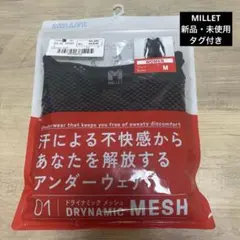 MILLET
新品・未使用
タグ付き
WOMEN
M
M
Underwear that keeps you free of sweaty discomfort
汗による不快感から
あなたを解放する
アンダーウェア
01
ドライナミック メッシュ
DRYNAMIC MESH